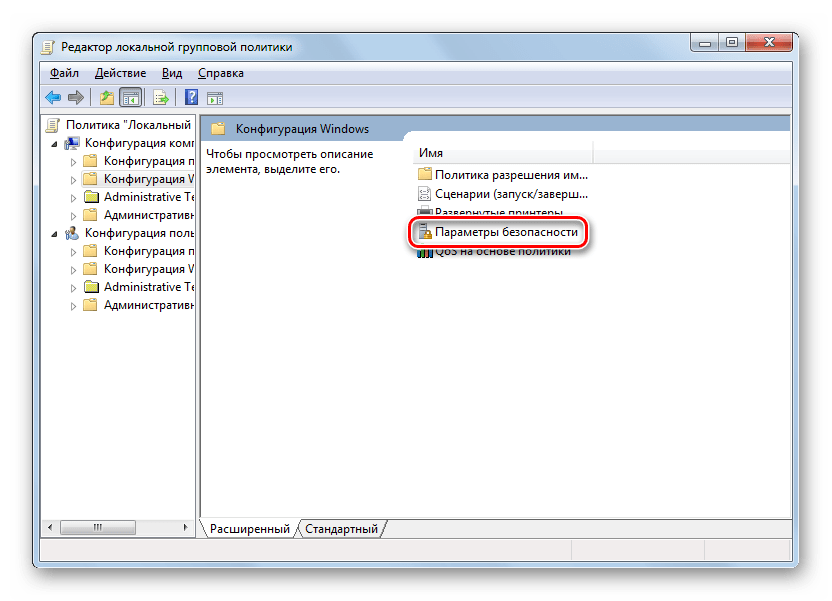 Редактор локальной групповой политики
Файл Действие Вид Справка
Политика "Локальный
Конфигурация комп
Конфигурация п
Конфигурация W
Administrative Te
Административн
Конфигурация поль
Конфигурация п
Конфигурация W
Administrative Te
Административн
Конфигурация Windows
Чтобы просмотреть описание
элемента, выделите его.
Имя
Политика разрешения им...
Сценарии (запуск/заверш...
Развернутые принтеры
Параметры безопасности
QoS на основе политики
Расширенный Стандартный